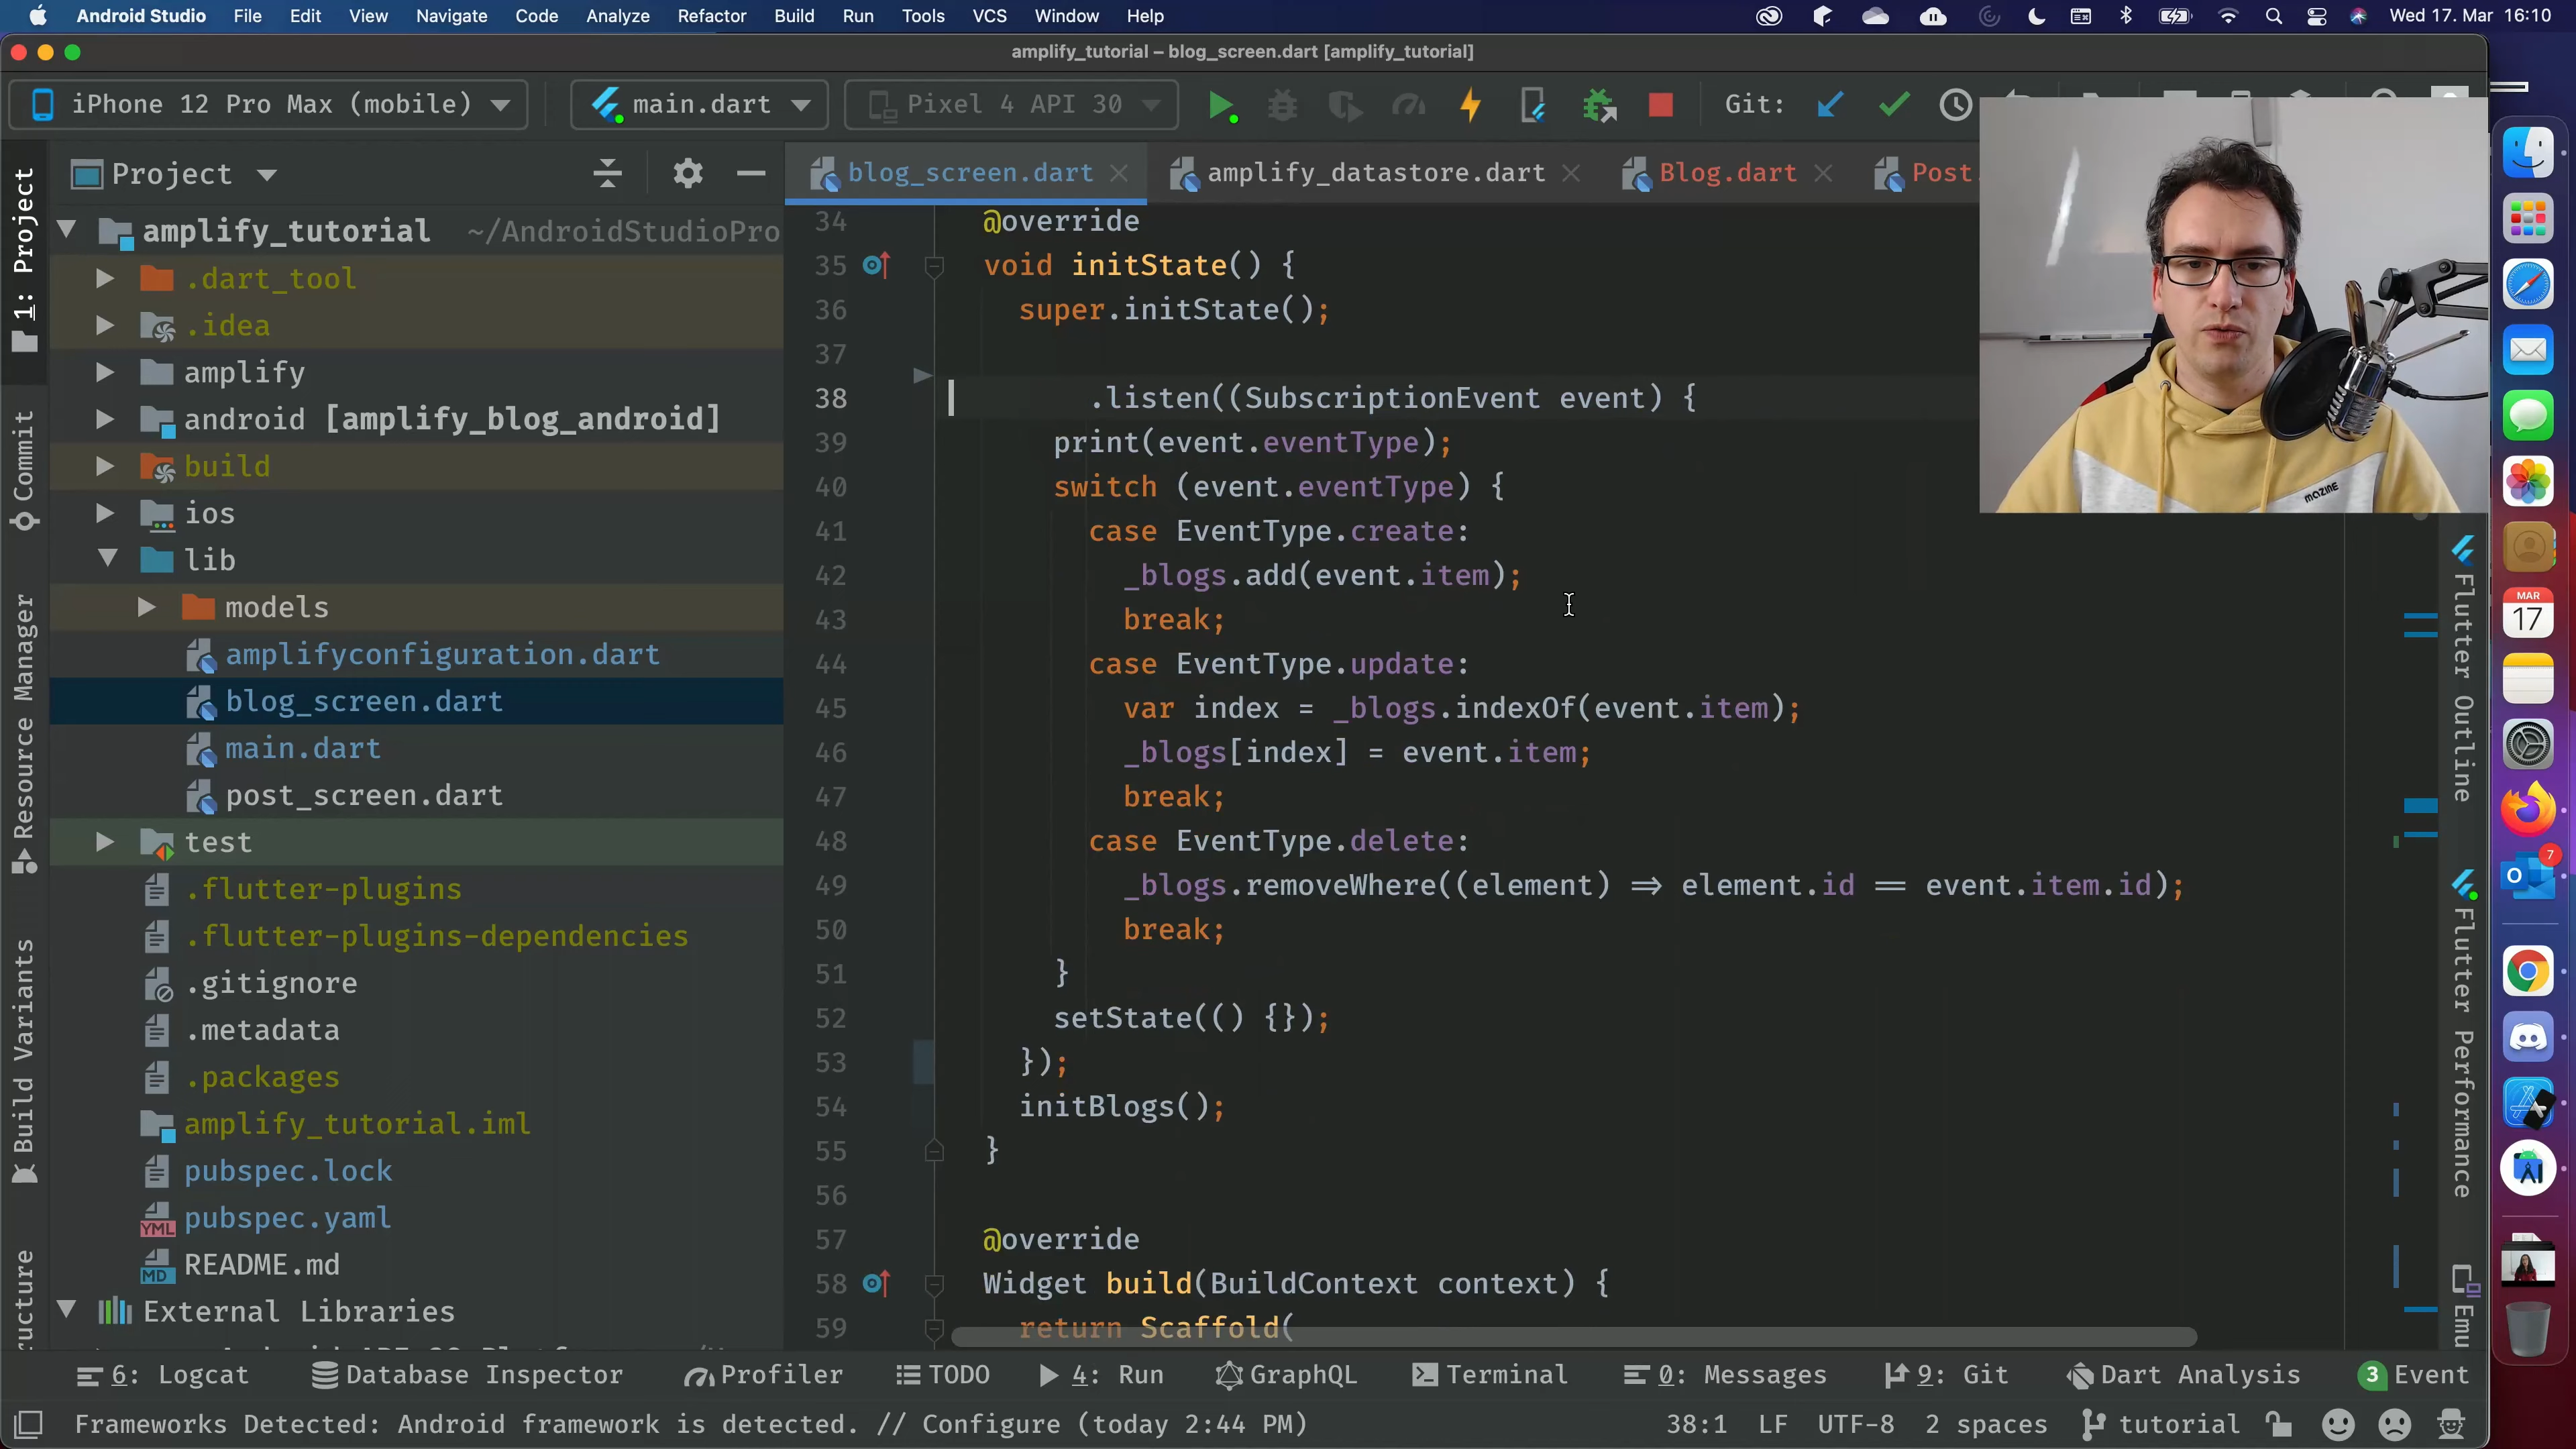 Android Studio File Edit View Navigate Code Analyze Refactor Build Run Tools VCS Window Help Wed 17. Mar 16:10
amplify_tutorial – blog_screen.dart [amplify_tutorial]
iPhone 12 Pro Max (mobile) main.dart Pixel 4 API 30 Git:
Project
blog_screen.dart amplify_datastore.dart Blog.dart Post
1: Project
Commit
Resource Manager
Build Variants
amplify_tutorial ~/AndroidStudioPro
.dart_tool
.idea
amplify
android [amplify_blog_android]
build
ios
lib
models
amplifyconfiguration.dart
blog_screen.dart
main.dart
post_screen.dart
test
.flutter-plugins
.flutter-plugins-dependencies
.gitignore
.metadata
.packages
amplify_tutorial.iml
pubspec.lock
pubspec.yaml
README.md
External Libraries
34 @override
35 void initState() {
36 super.initState();
37
38 .listen((SubscriptionEvent event) {
39 print(event.eventType);
40 switch (event.eventType) {
41 case EventType.create:
42 _blogs.add(event.item);
43 break;
44 case EventType.update:
45 var index = _blogs.indexOf(event.item);
46 _blogs[index] = event.item;
47 break;
48 case EventType.delete:
49 _blogs.removeWhere((element) => element.id == event.item.id);
50 break;
51 }
52 setState(() {});
53 });
54 initBlogs();
55 }
56
57 @override
58 Widget build(BuildContext context) {
59 return Scaffold(
mazine
Flutter Outline
Flutter Performance
Emu
MAR
17
7
YML
MD
6: Logcat Database Inspector Profiler TODO 4: Run GraphQL Terminal 0: Messages 9: Git Dart Analysis 3 Event
Frameworks Detected: Android framework is detected. // Configure (today 2:44 PM) 38:1 LF UTF-8 2 spaces tutorial